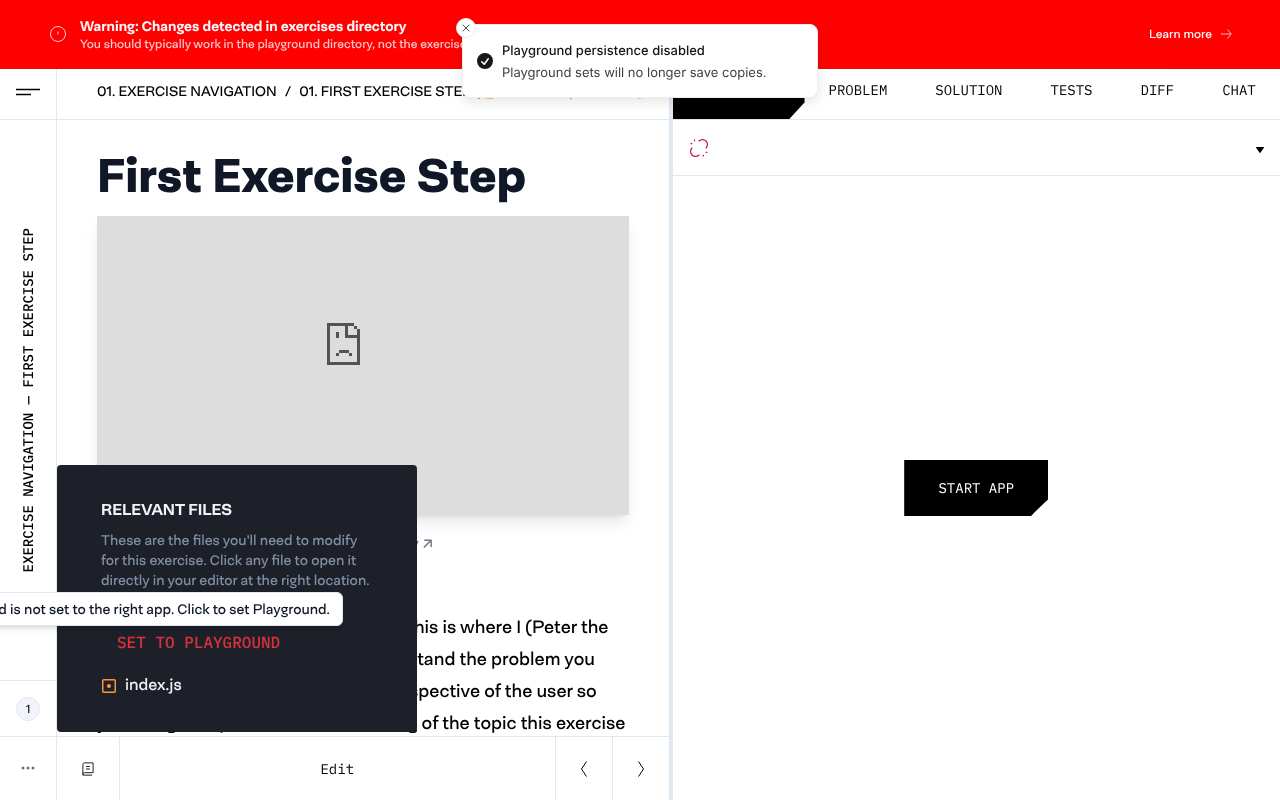 Warning: Changes detected in exercises directory
You should typically work in the playground directory, not the exercise
Learn more
Playground persistence disabled
Playground sets will no longer save copies.
01. EXERCISE NAVIGATION / 01. FIRST EXERCISE STE
PROBLEM
SOLUTION
TESTS
DIFF
CHAT
First Exercise Step
EXERCISE NAVIGATION — FIRST EXERCISE STEP
START APP
RELEVANT FILES
These are the files you'll need to modify
for this exercise. Click any file to open it
directly in your editor at the right location.
d is not set to the right app. Click to set Playground.
his is where I (Peter the
SET TO PLAYGROUND
tand the problem you
index.js
spective of the user so
of the topic this exercise
1
Edit